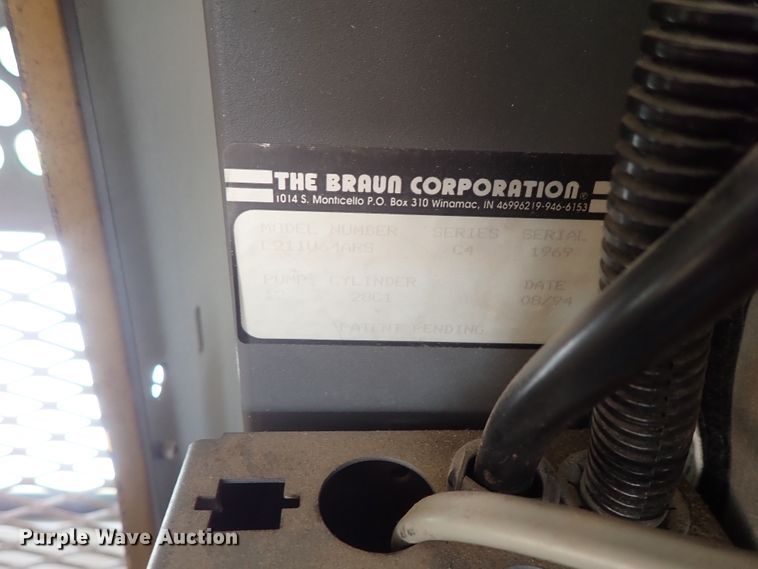 THE BRAUN CORPORATION®
1014 S. Monticello P.O. Box 310 Winamac, IN 46996219-946-6153
MODEL NUMBER SERIES SERIAL
C4 1969
PUMP CYLINDER DATE
28C1 08/94
PATENT PENDING
Purple Wave Auction